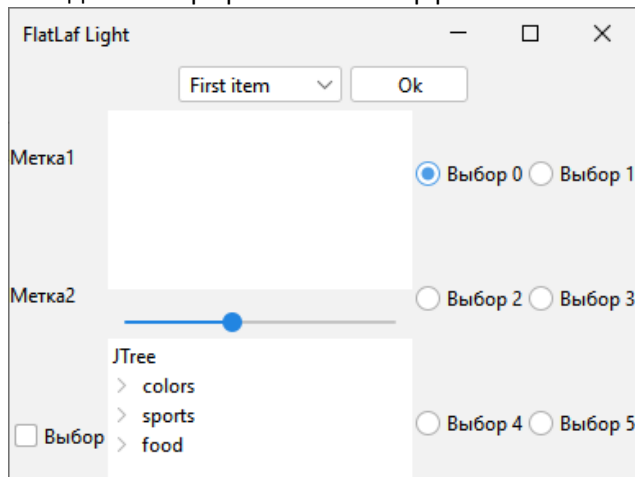 FlatLaf Light
First item
Ok
Метка1
Выбор 0
Выбор 1
Метка2
Выбор 2
Выбор 3
JTree
colors
sports
food
Выбор
Выбор 4
Выбор 5